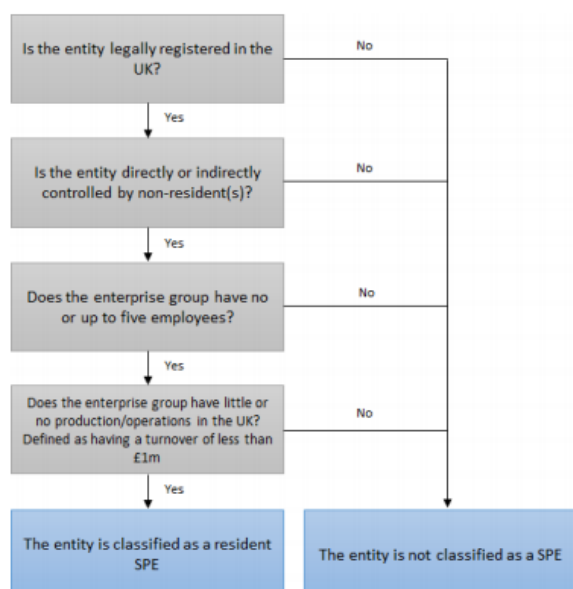 Is the entity legally registered in the
UK?
No
Yes
Is the entity directly or indirectly
controlled by non-resident(s)?
No
Yes
Does the enterprise group have no
or up to five employees?
No
Yes
Does the enterprise group have little or
no production/operations in the UK?
Defined as having a turnover of less than
£1m
No
Yes
The entity is classified as a resident
SPE
The entity is not classified as a SPE